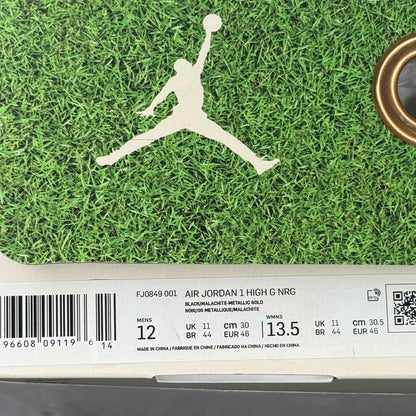 FJ0849 001 AIR JORDAN 1 HIGH G NRG
BLACK/MALACHITE-METALLIC GOLD
NOIR/OR METALLIQUE/MALACHITE
MENS 12 UK 11 cm 30 BR 44 EUR 46
WMNS 13.5 UK 11 cm 30.5 BR 44 EUR 46
MADE IN CHINA / FABRIQUE EN CHINE / FABRICADO EN CHINA / HECHO EN CHINA
96608 09119 6 14